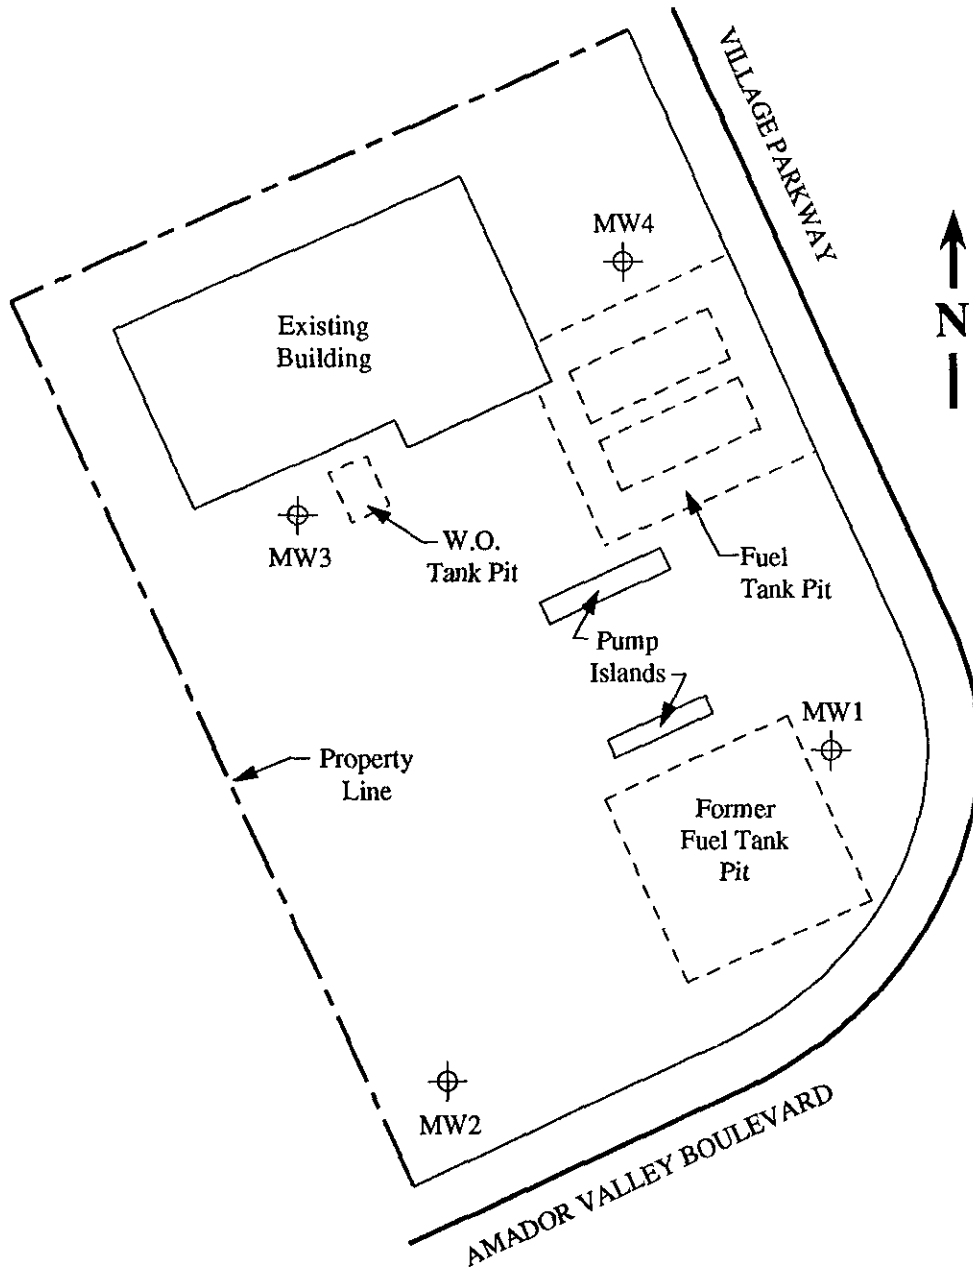 VILLAGE PARKWAY
MW4
N
Existing
Building
MW3
W.O.
Tank Pit
Fuel
Tank Pit
Pump
Islands
MW1
Property
Line
Former
Fuel Tank
Pit
MW2
AMADOR VALLEY BOULEVARD